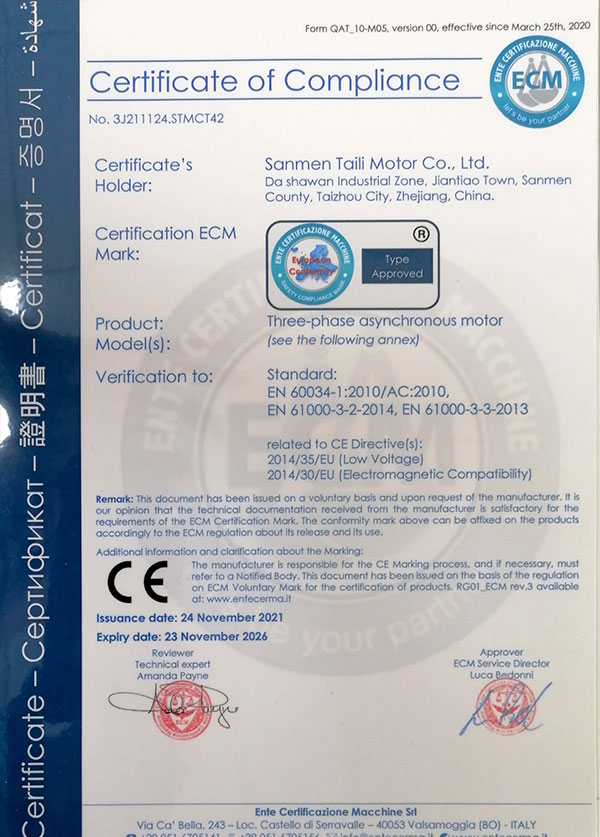 Form QAT_10-M05, version 00, effective since March 25th, 2020
ENTE CERTIFICAZIONE MACCHINE
ECM
let's be your partner
Certificate of Compliance
No. 3J211124.STMCT42
Certificate's Holder:
Sanmen Taili Motor Co., Ltd.
Da shawan Industrial Zone, Jiantiao Town, Sanmen
County, Taizhou City, Zhejiang, China.
Certification ECM Mark:
ENTE CERTIFICAZIONE MACCHINE
European
Conformity
SAFETY COMPLIANCE MARK
®
Type
Approved
Product:
Three-phase asynchronous motor
Model(s):
(see the following annex)
Verification to:
Standard:
EN 60034-1:2010/AC:2010,
EN 61000-3-2-2014, EN 61000-3-3-2013
related to CE Directive(s):
2014/35/EU (Low Voltage)
2014/30/EU (Electromagnetic Compatibility)
Remark: This document has been issued on a voluntary basis and upon request of the manufacturer. It is
our opinion that the technical documentation received from the manufacturer is satisfactory for the
requirements of the ECM Certification Mark. The conformity mark above can be affixed on the products
accordingly to the ECM regulation about its release and its use.
Additional information and clarification about the Marking:
CE
The manufacturer is responsible for the CE Marking process, and if necessary, must
refer to a Notified Body. This document has been issued on the basis of the regulation
on ECM Voluntary Mark for the certification of products. RG01_ECM rev.3 available
at: www.entecerma.it
Issuance date: 24 November 2021
Expiry date: 23 November 2026
Reviewer
Technical expert
Amanda Payne
Approver
ECM Service Director
Luca Bedonni
Ente Certificazione Macchine Srl
Via Ca' Bella, 243 – Loc. Castello di Serravalle – 40053 Valsamoggia (BO) - ITALY
Certificate – Сертификат – 證明書 – Certificat – 증명서 – شهادة